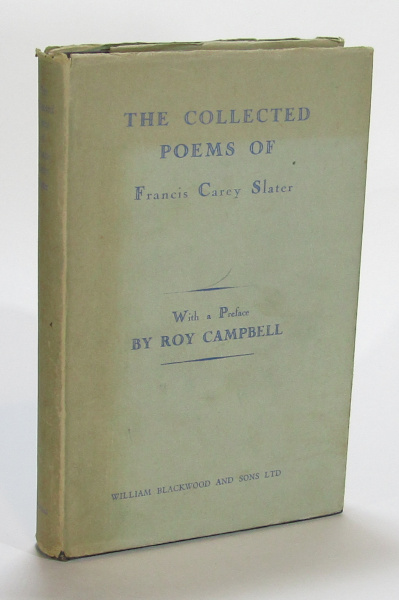 THE COLLECTED
POEMS OF
Francis Carey Slater
With a Preface
BY ROY CAMPBELL
WILLIAM BLACKWOOD AND SONS LTD